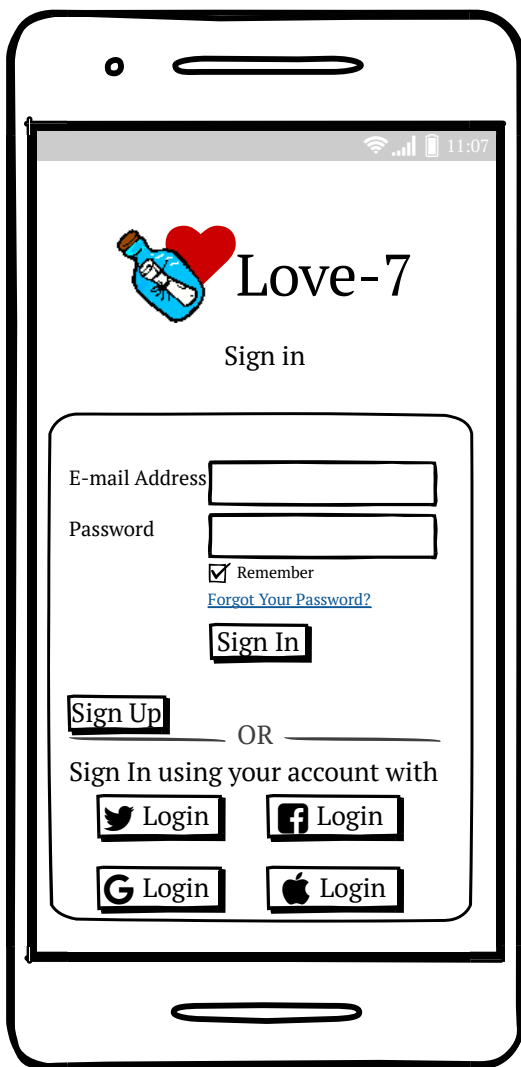 11:07
Love-7
Sign in
E-mail Address
Password
Remember
Forgot Your Password?
Sign In
Sign Up
OR
Sign In using your account with
Login Login
Login Login